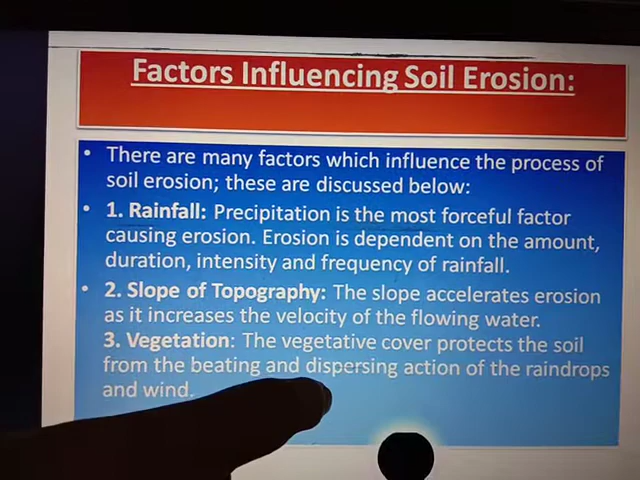 Factors Influencing Soil Erosion:
• There are many factors which influence the process of
soil erosion; these are discussed below:
• 1. Rainfall: Precipitation is the most forceful factor
causing erosion. Erosion is dependent on the amount,
duration, intensity and frequency of rainfall.
• 2. Slope of Topography: The slope accelerates erosion
as it increases the velocity of the flowing water.
3. Vegetation: The vegetative cover protects the soil
from the beating and dispersing action of the raindrops
and wind.